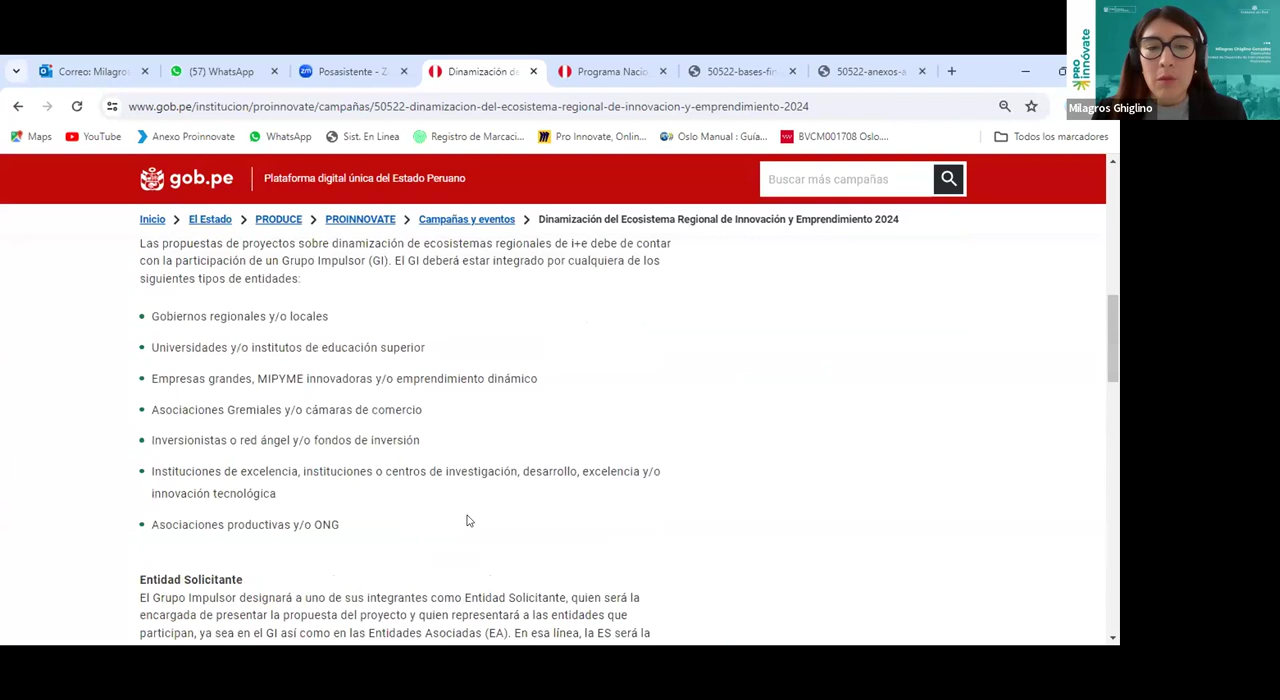 Correo: Milagro
(57) WhatsApp
Posasistente - Z
Dinamización de
Programa Nacio
50522-bases-fin
50522-anexos-a
www.gob.pe/institucion/proinnovate/campañas/50522-dinamizacion-del-ecosistema-regional-de-innovacion-y-emprendimiento-2024
Maps
YouTube
Anexo Proinnovate
WhatsApp
Sist. En Linea
Registro de Marcaci...
Pro Innovate, Onlin...
Oslo Manual : Guía...
BVCM001708 Oslo....
Todos los marcadores
PRO innóvate
Milagros Ghiglino Gonzales
Milagros Ghiglino
gob.pe
Plataforma digital única del Estado Peruano
Buscar más campañas
Inicio > El Estado > PRODUCE > PROINNOVATE > Campañas y eventos > Dinamización del Ecosistema Regional de Innovación y Emprendimiento 2024
Las propuestas de proyectos sobre dinamización de ecosistemas regionales de i+e debe de contar
con la participación de un Grupo Impulsor (GI). El GI deberá estar integrado por cualquiera de los
siguientes tipos de entidades:
• Gobiernos regionales y/o locales
• Universidades y/o institutos de educación superior
• Empresas grandes, MIPYME innovadoras y/o emprendimiento dinámico
• Asociaciones Gremiales y/o cámaras de comercio
• Inversionistas o red ángel y/o fondos de inversión
• Instituciones de excelencia, instituciones o centros de investigación, desarrollo, excelencia y/o
innovación tecnológica
• Asociaciones productivas y/o ONG
Entidad Solicitante
El Grupo Impulsor designará a uno de sus integrantes como Entidad Solicitante, quien será la
encargada de presentar la propuesta del proyecto y quien representará a las entidades que
participan, ya sea en el GI así como en las Entidades Asociadas (EA). En esa línea, la ES será la